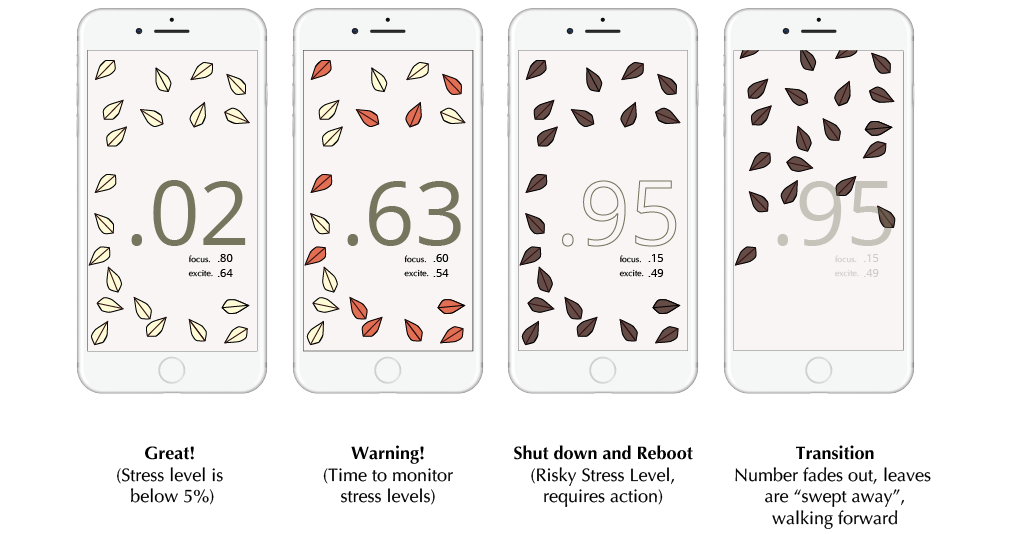 .02
focus. .80
excite. .64
.63
focus. .60
excite. .54
.95
focus. .15
excite. .49
.95
focus. .15
excite. .49
Great!
(Stress level is
below 5%)
Warning!
(Time to monitor
stress levels)
Shut down and Reboot
(Risky Stress Level,
requires action)
Transition
Number fades out, leaves
are “swept away”,
walking forward